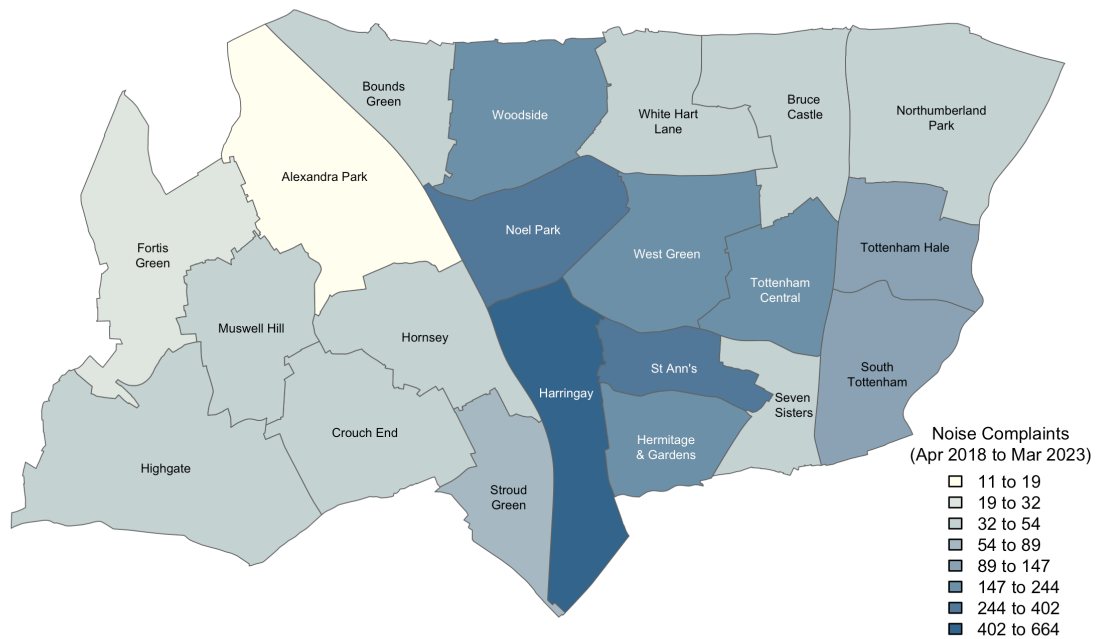 Bounds
Green
Woodside
White Hart
Lane
Bruce
Castle
Northumberland
Park
Alexandra Park
Noel Park
Fortis
Green
West Green
Tottenham Hale
Tottenham
Central
Muswell Hill
Hornsey
St Ann's
South
Tottenham
Harringay
Seven
Sisters
Crouch End
Hermitage
& Gardens
Highgate
Stroud
Green
Noise Complaints
(Apr 2018 to Mar 2023)
11 to 19
19 to 32
32 to 54
54 to 89
89 to 147
147 to 244
244 to 402
402 to 664